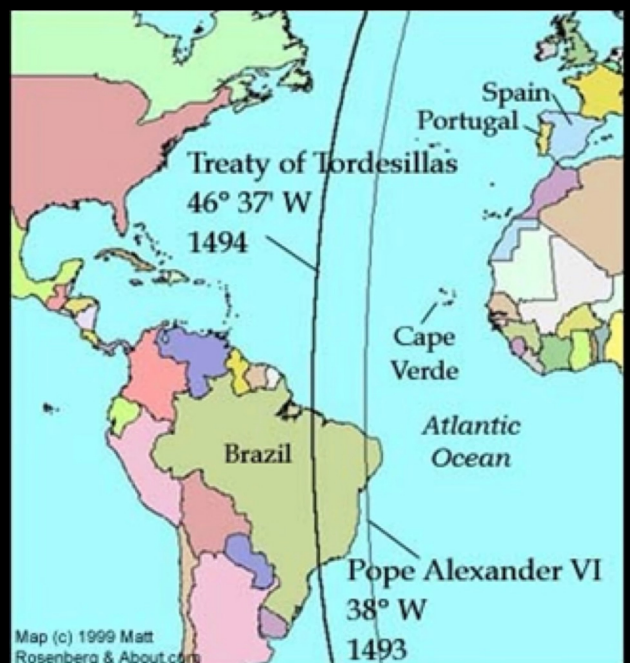 Spain
Portugal
Treaty of Tordesillas
46° 37' W
1494
Cape
Verde
Atlantic
Ocean
Brazil
Pope Alexander VI
38° W
1493
Map (c) 1999 Matt
Rosenberg & About.com